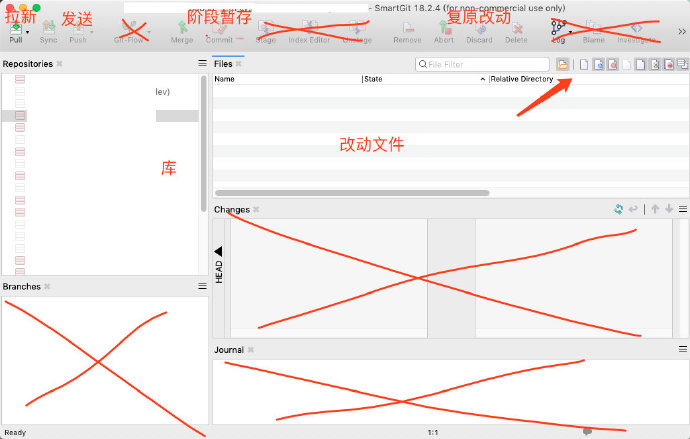 SmartGit 18.2.4 (for non-commercial use only)
拉新 发送 阶段暂存 复原改动
Pull Sync Push Git-Flow Merge Commit Stage Index Editor Unstage Remove Abort Discard Delete Log Blame Investigate
Repositories Files File Filter
Name State Relative Directory
lev)
库
改动文件
Changes
HEAD
Branches
Journal
Ready 1:1